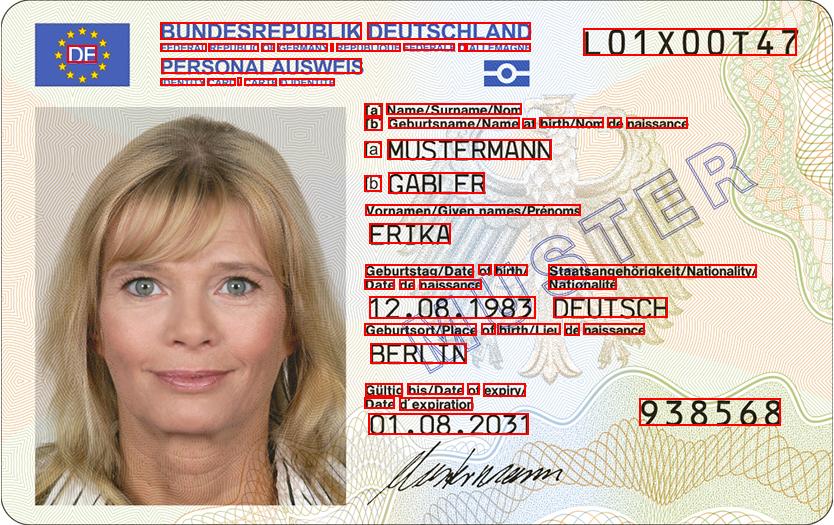 BUNDESREPUBLIK DEUTSCHLAND
FEDERAL REPUBLIC OF GERMANY / REPUBLIQUE FEDERALE D'ALLEMAGNE
DE
PERSONALAUSWEIS
IDENTITY CARD / CARTE D'IDENTITE
L01X00T47
[a] Name/Surname/Nom
[b] Geburtsname/Name at birth/Nom de naissance
[a] MUSTERMANN
[b] GABLER
Vornamen/Given names/Prénoms
ERIKA
Geburtstag/Date of birth/ Staatsangehörigkeit/Nationality/
Date de naissance Nationalité
12.08.1983 DEUTSCH
Geburtsort/Place of birth/Lieu de naissance
BERLIN
Gültig bis/Date of expiry/
Date d'expiration
01.08.2031
938568
Mustermann
MUSTER